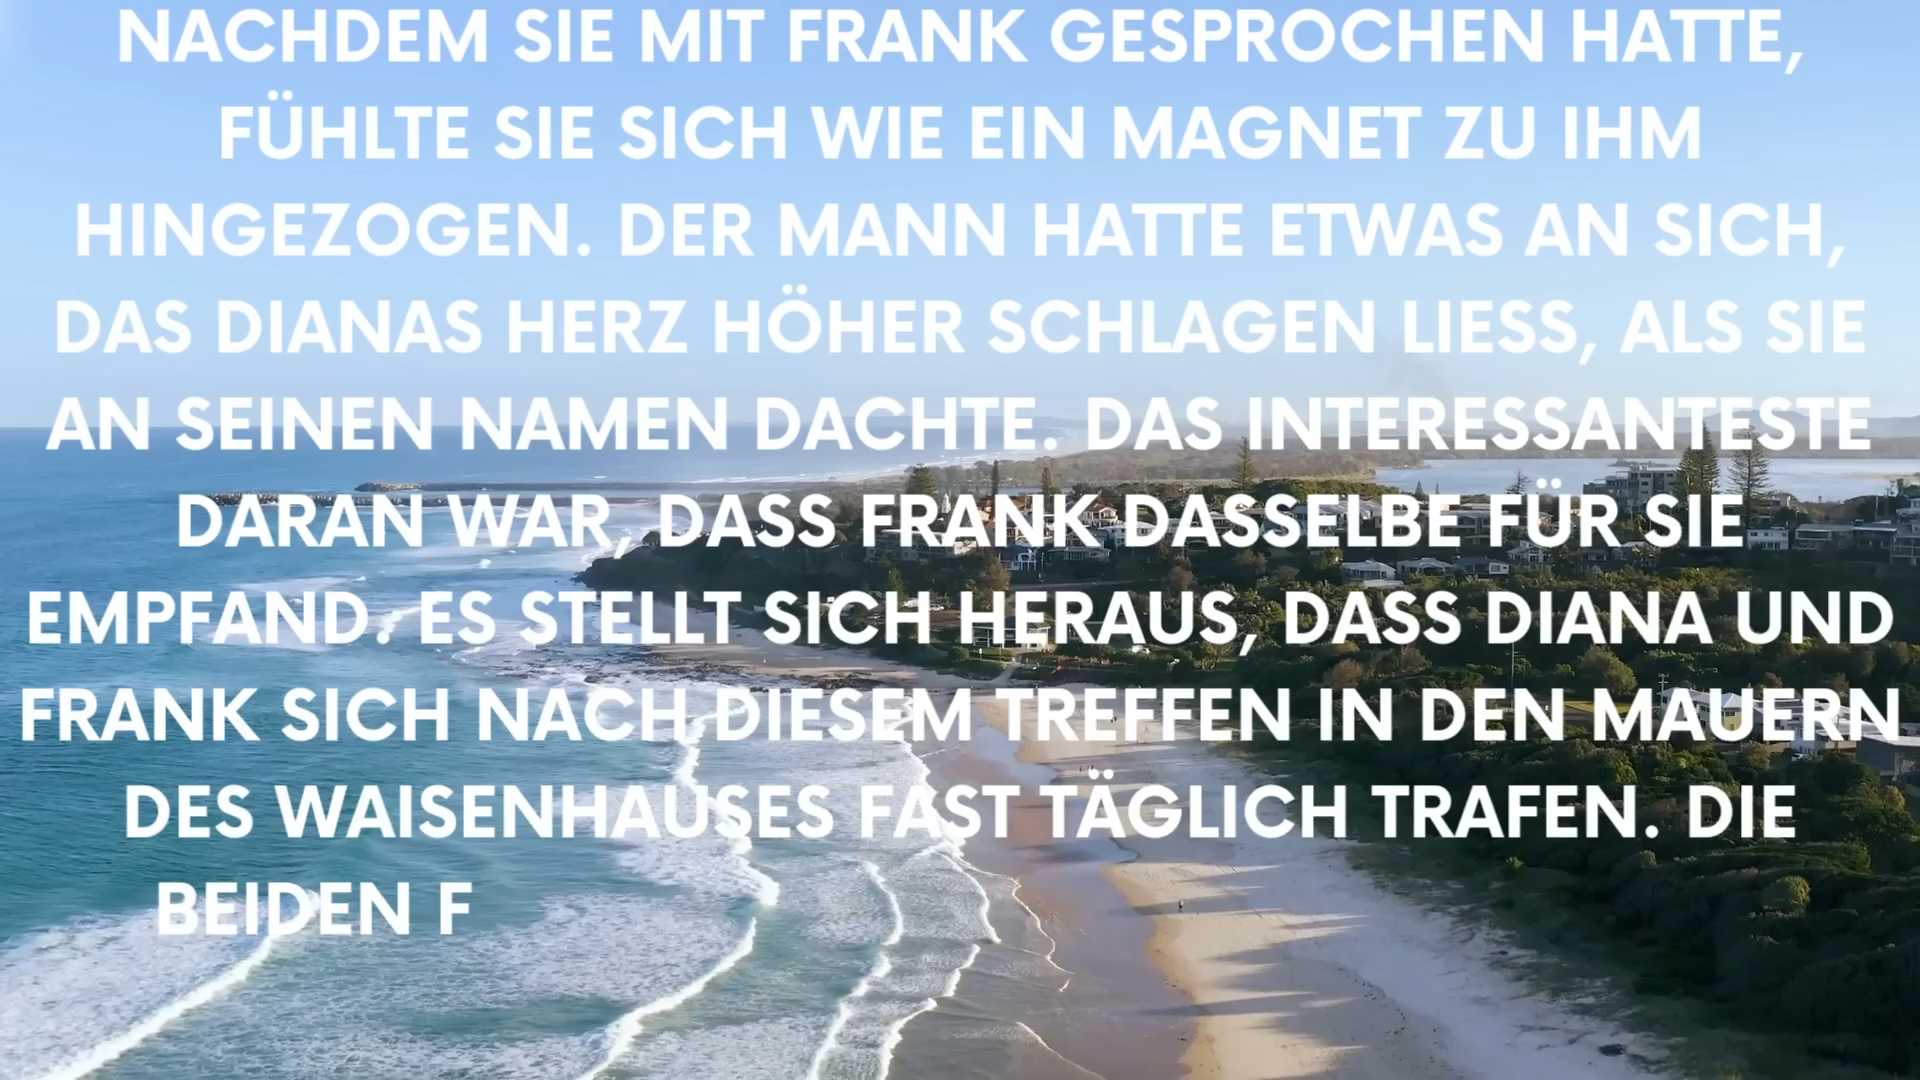 NACHDEM SIE MIT FRANK GESPROCHEN HATTE,
FÜHLTE SIE SICH WIE EIN MAGNET ZU IHM
HINGEZOGEN. DER MANN HATTE ETWAS AN SICH,
DAS DIANAS HERZ HÖHER SCHLAGEN LIESS, ALS SIE
AN SEINEN NAMEN DACHTE. DAS INTERESSANTESTE
DARAN WAR, DASS FRANK DASSELBE FÜR SIE
EMPFAND. ES STELLT SICH HERAUS, DASS DIANA UND
FRANK SICH NACH DIESEM TREFFEN IN DEN MAUERN
DES WAISENHAUSES FAST TÄGLICH TRAFEN. DIE
BEIDEN F